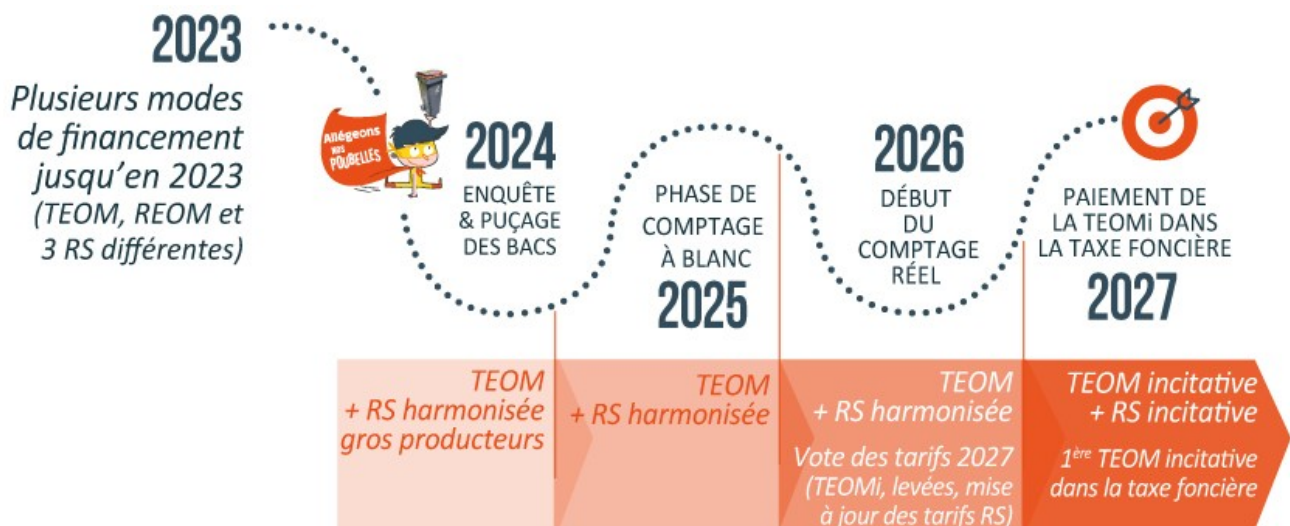 2023
Plusieurs modes
de financement
jusqu'en 2023
(TEOM, REOM et
3 RS différentes)
Allégeons
nos
POUBELLES
2024
ENQUÊTE
& PUÇAGE
DES BACS
PHASE DE
COMPTAGE
À BLANC
2025
2026
DÉBUT
DU
COMPTAGE
RÉEL
PAIEMENT DE
LA TEOMi DANS
LA TAXE FONCIÈRE
2027
TEOM
+ RS harmonisée
gros producteurs
TEOM
+ RS harmonisée
TEOM
+ RS harmonisée
Vote des tarifs 2027
(TEOMi, levées, mise
à jour des tarifs RS)
TEOM incitative
+ RS incitative
1ère TEOM incitative
dans la taxe foncière